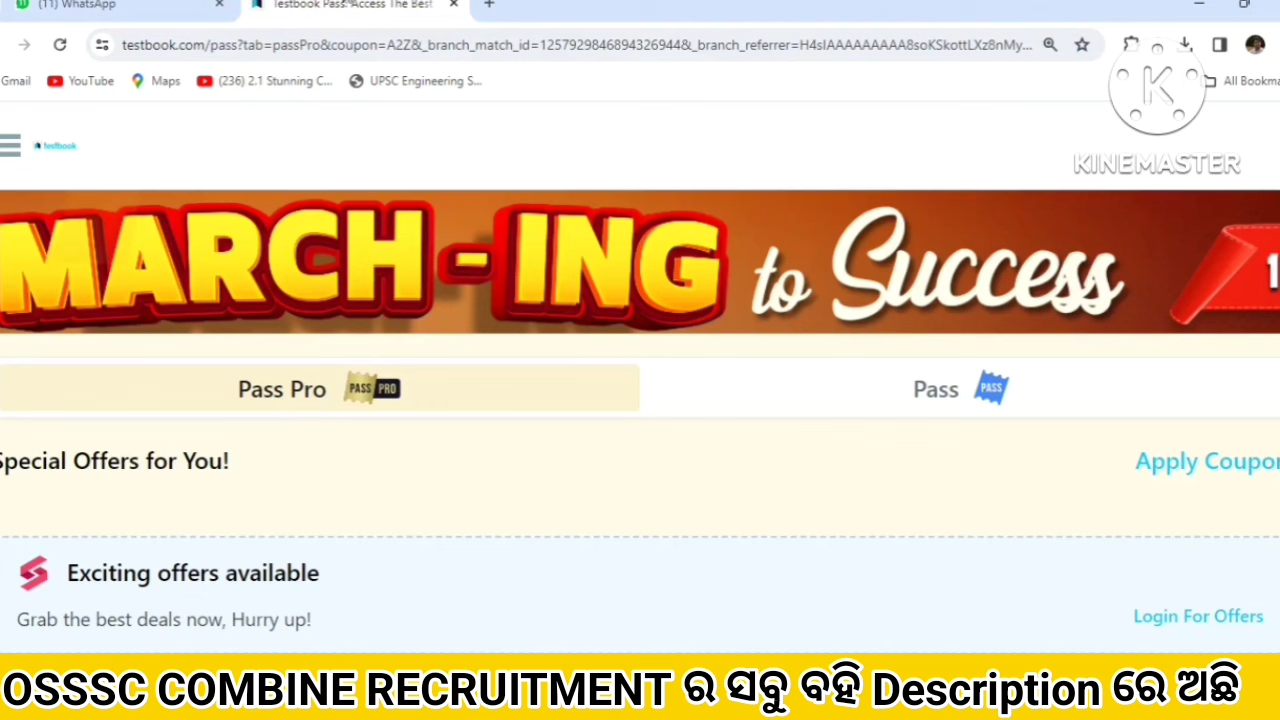 (11) WhatsApp
Testbook Pass: Access The Best
testbook.com/pass?tab=passPro&coupon=A2Z&_branch_match_id=1257929846894326944&_branch_referrer=H4sIAAAAAAAAA8soKSkottLXz8nMy...
Gmail YouTube Maps (236) 2.1 Stunning C... UPSC Engineering S... All Bookma
K
KINEMASTER
testbook
MARCH-ING to Success
Pass Pro PASS PRO Pass PASS
Special Offers for You! Apply Coupon
Exciting offers available
Grab the best deals now, Hurry up! Login For Offers
OSSSC COMBINE RECRUITMENT ର ସବୁ ବହି Description ରେ ଅଛି